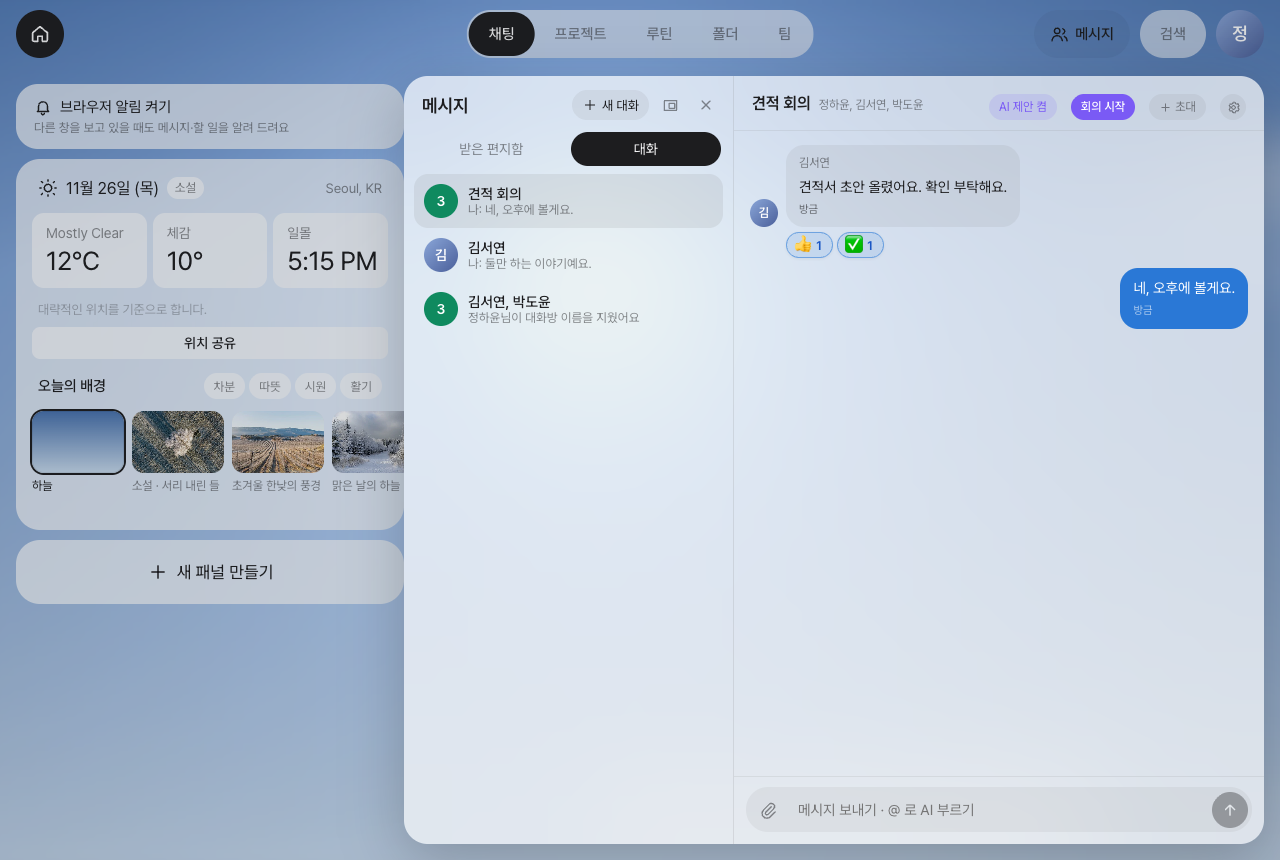 채팅
프로젝트
루틴
폴더
팀
메시지
검색
정
브라우저 알림 켜기
다른 창을 보고 있을 때도 메시지·할 일을 알려 드려요
11월 26일 (목)
소설
Seoul, KR
Mostly Clear
12°C
체감
10°
일몰
5:15 PM
대략적인 위치를 기준으로 합니다.
위치 공유
오늘의 배경
차분
따뜻
시원
활기
하늘
소설 · 서리 내린 들
초겨울 한낮의 풍경
맑은 날의 하늘
새 패널 만들기
메시지
새 대화
받은 편지함
대화
3
견적 회의
나: 네, 오후에 볼게요.
김
김서연
나: 둘만 하는 이야기예요.
3
김서연, 박도윤
정하윤님이 대화방 이름을 지웠어요
견적 회의
정하윤, 김서연, 박도윤
AI 제안 켬
회의 시작
초대
김서연
견적서 초안 올렸어요. 확인 부탁해요.
방금
김
👍 1
✅ 1
네, 오후에 볼게요.
방금
메시지 보내기 · @ 로 AI 부르기